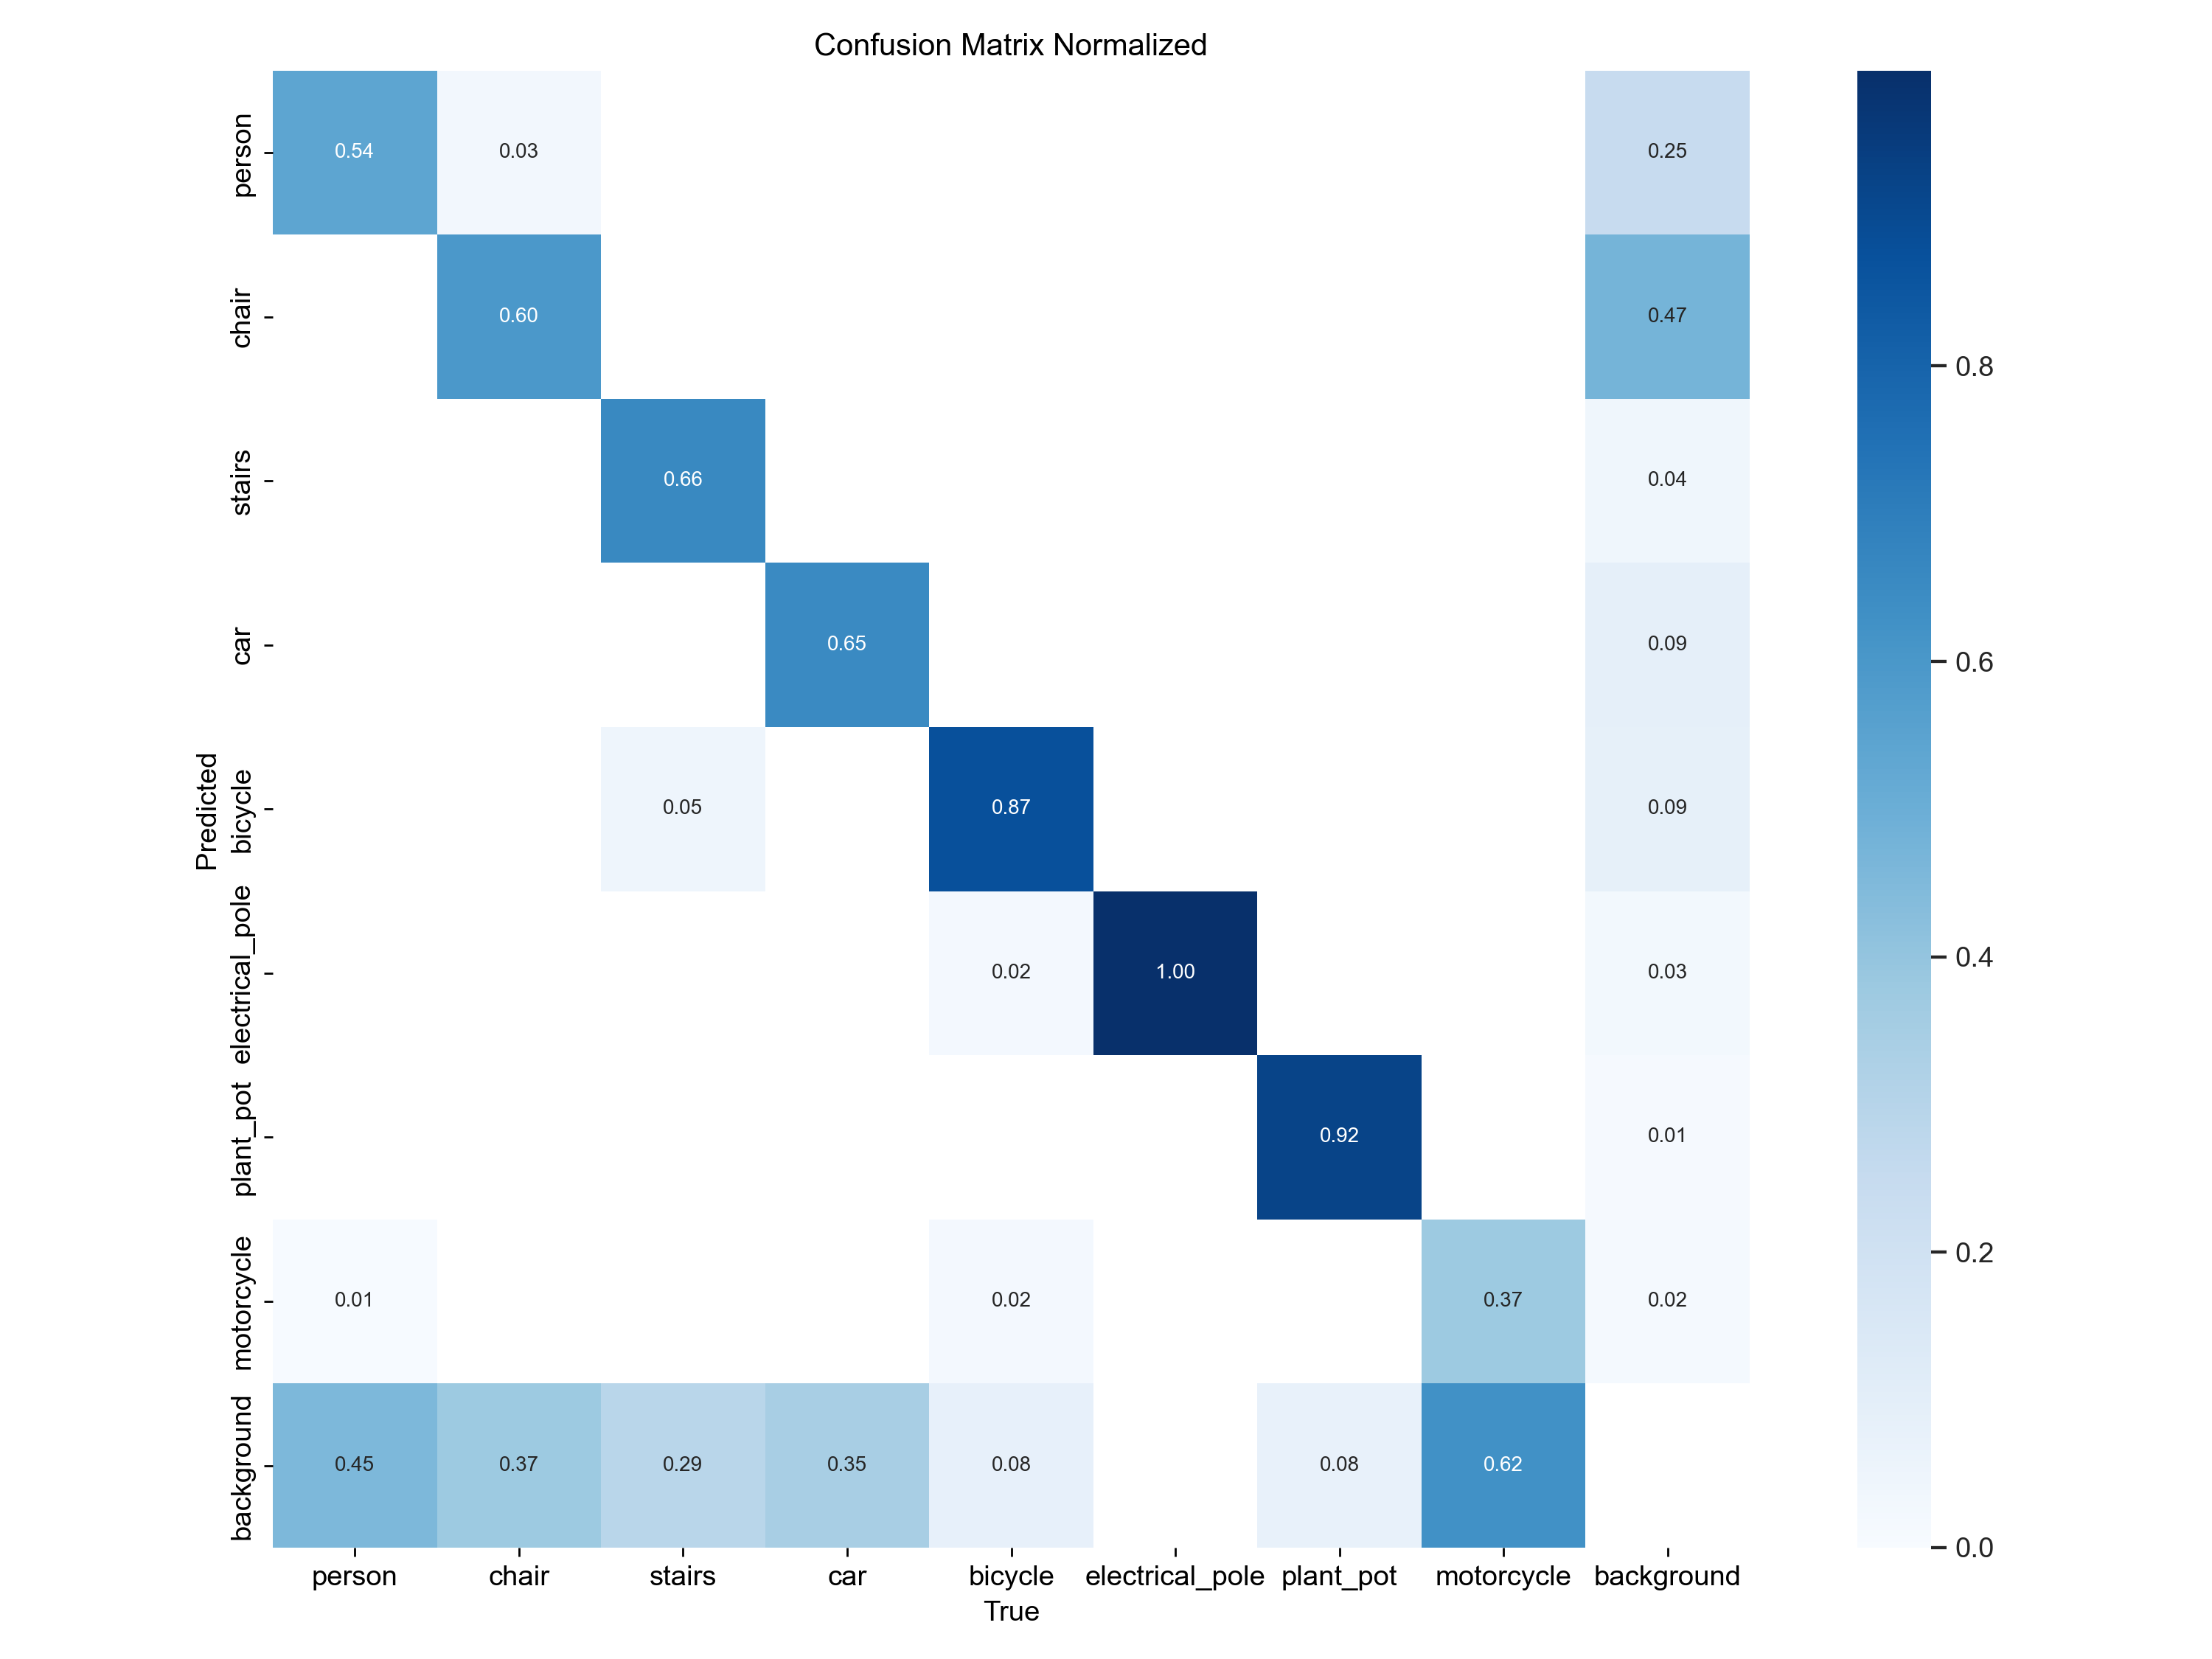 Confusion Matrix Normalized
person
0.54 0.03 0.25
chair
0.60 0.47
stairs
0.66 0.04
car
0.65 0.09
Predicted
bicycle
0.05 0.87 0.09
electrical_pole
0.02 1.00 0.03
plant_pot
0.92 0.01
motorcycle
0.01 0.02 0.37 0.02
background
0.45 0.37 0.29 0.35 0.08 0.08 0.62
person chair stairs car bicycle electrical_pole plant_pot motorcycle background
True
0.8
0.6
0.4
0.2
0.0